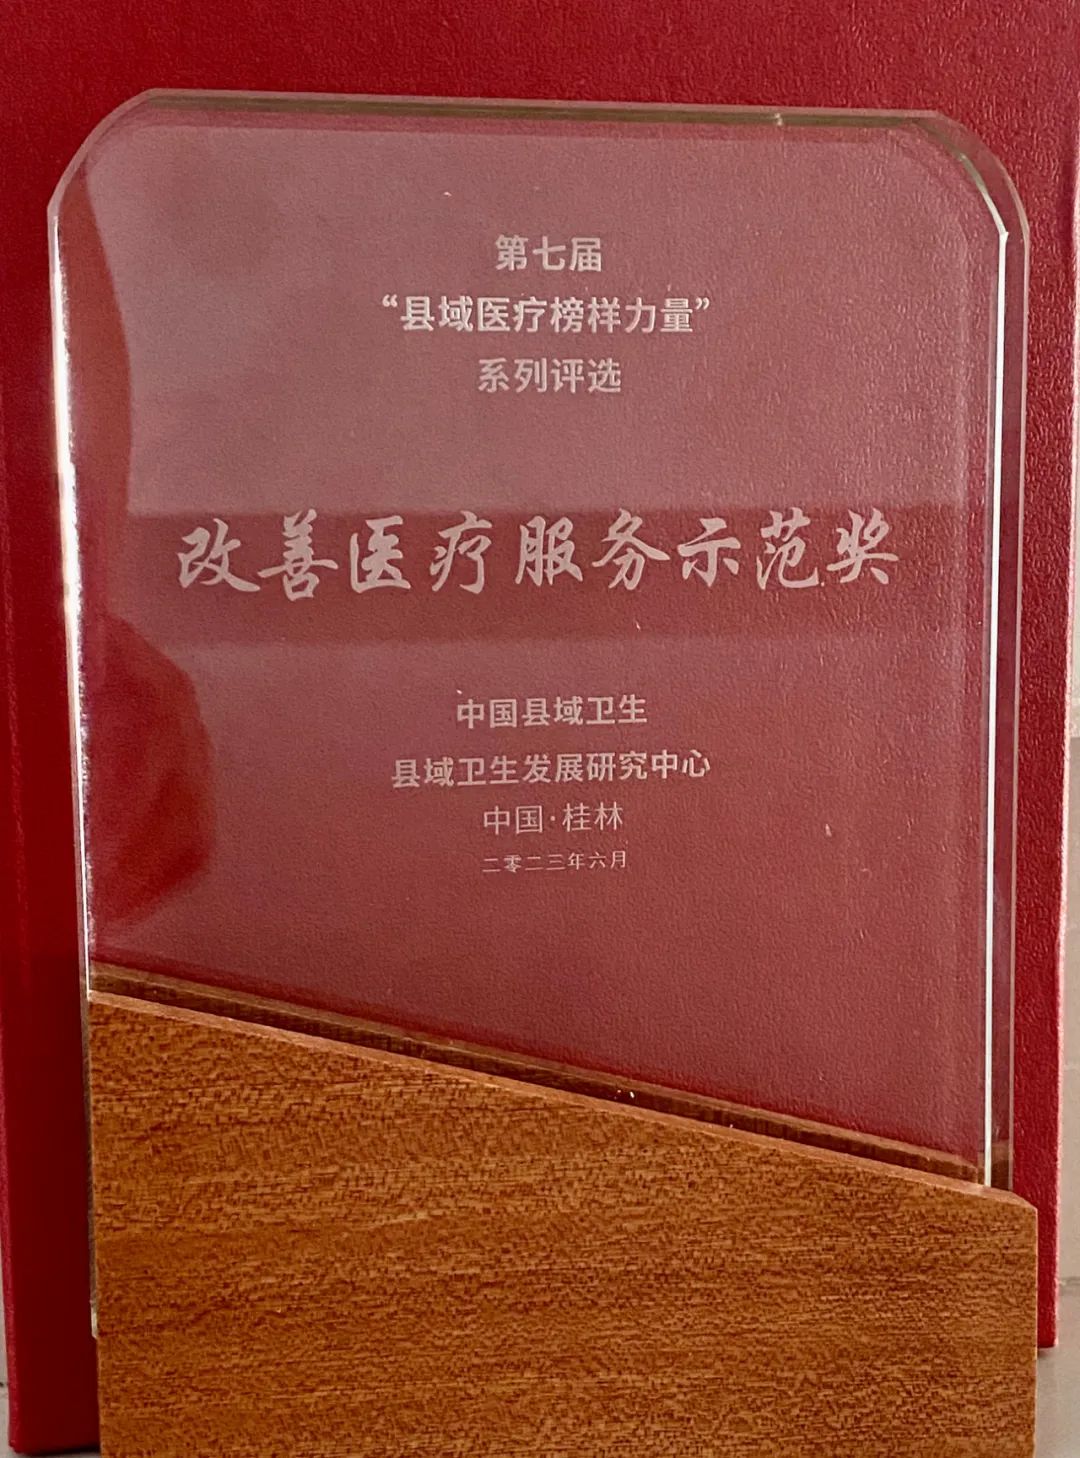 第七届
“县域医疗榜样力量”
系列评选
改善医疗服务示范奖
中国县域卫生
县域卫生发展研究中心
中国·桂林
二零二三年六月